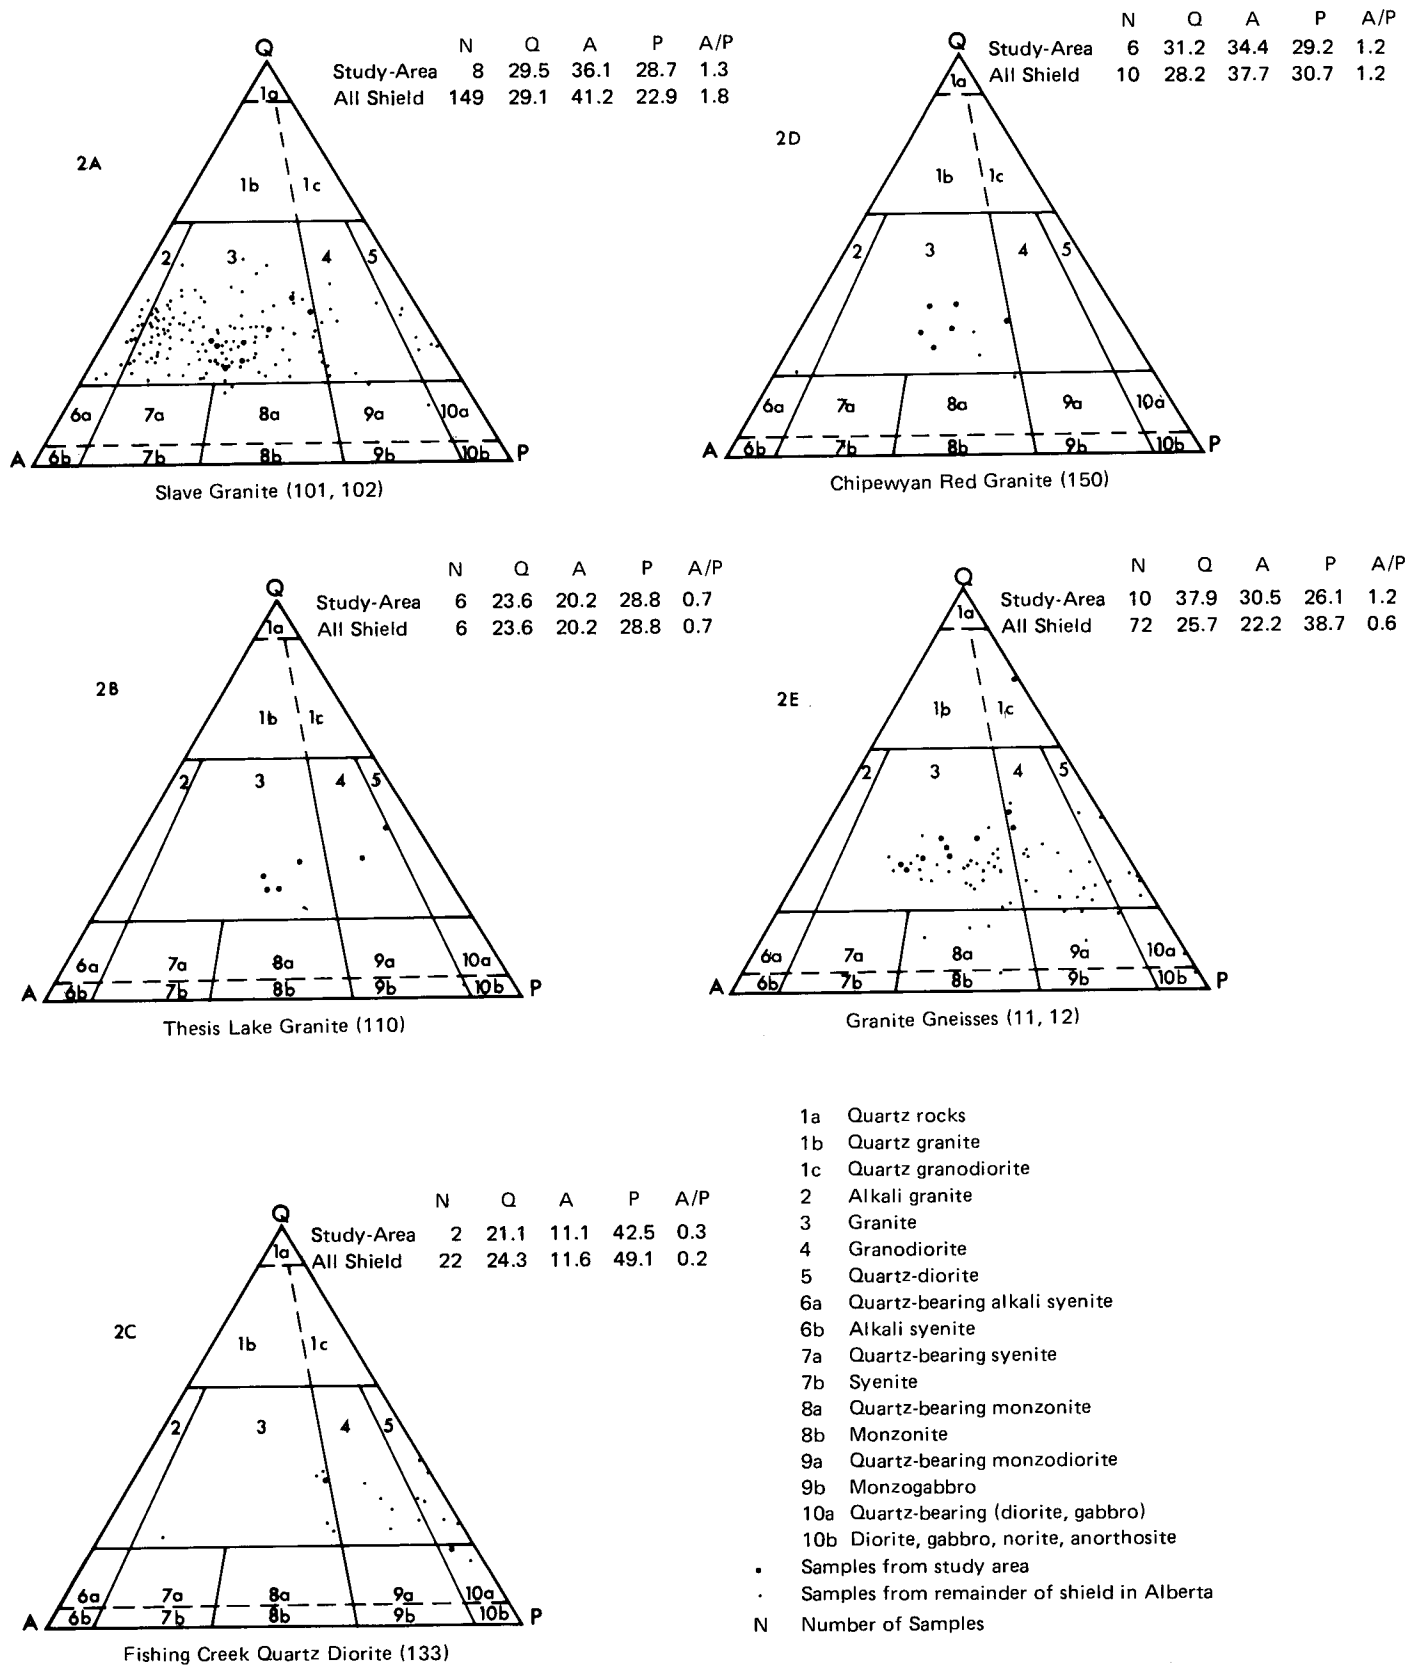 N Q A P A/P
Study-Area 8 29.5 36.1 28.7 1.3
All Shield 149 29.1 41.2 22.9 1.8
Q
1a
2A
1b 1c
2 3 4 5
6a 7a 8a 9a 10a
A 6b 7b 8b 9b 10b P
Slave Granite (101, 102)
N Q A P A/P
Study-Area 6 31.2 34.4 29.2 1.2
All Shield 10 28.2 37.7 30.7 1.2
Q
1a
2D
1b 1c
2 3 4 5
6a 7a 8a 9a 10a
A 6b 7b 8b 9b 10b P
Chipewyan Red Granite (150)
N Q A P A/P
Study-Area 6 23.6 20.2 28.8 0.7
All Shield 6 23.6 20.2 28.8 0.7
Q
1a
2B
1b 1c
2 3 4 5
6a 7a 8a 9a 10a
A 6b 7b 8b 9b 10b P
Thesis Lake Granite (110)
N Q A P A/P
Study-Area 10 37.9 30.5 26.1 1.2
All Shield 72 25.7 22.2 38.7 0.6
Q
1a
2E
1b 1c
2 3 4 5
6a 7a 8a 9a 10a
A 6b 7b 8b 9b 10b P
Granite Gneisses (11, 12)
N Q A P A/P
Study-Area 2 21.1 11.1 42.5 0.3
All Shield 22 24.3 11.6 49.1 0.2
Q
1a
2C
1b 1c
2 3 4 5
6a 7a 8a 9a 10a
A 6b 7b 8b 9b 10b P
Fishing Creek Quartz Diorite (133)
1a Quartz rocks
1b Quartz granite
1c Quartz granodiorite
2 Alkali granite
3 Granite
4 Granodiorite
5 Quartz-diorite
6a Quartz-bearing alkali syenite
6b Alkali syenite
7a Quartz-bearing syenite
7b Syenite
8a Quartz-bearing monzonite
8b Monzonite
9a Quartz-bearing monzodiorite
9b Monzogabbro
10a Quartz-bearing (diorite, gabbro)
10b Diorite, gabbro, norite, anorthosite
Samples from study area
Samples from remainder of shield in Alberta
N Number of Samples